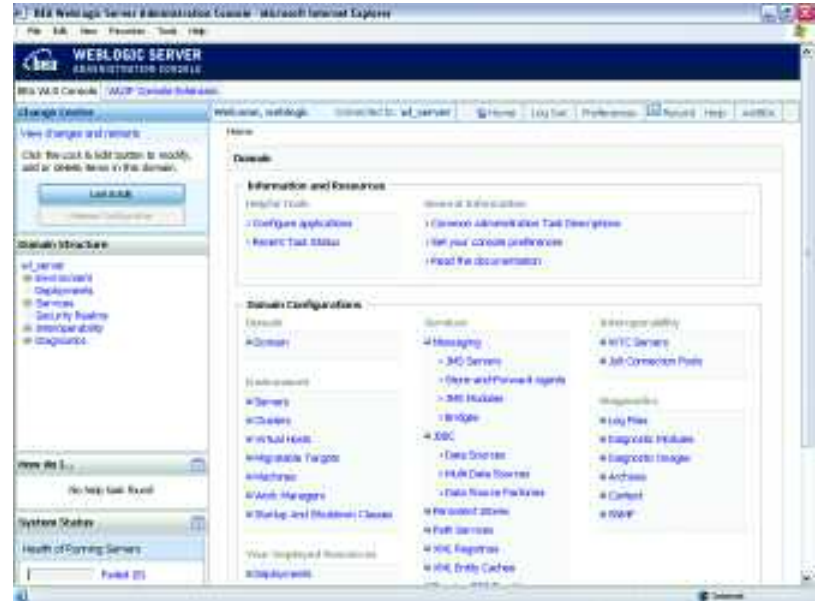 BEA WebLogic Server Administration Console - Microsoft Internet Explorer
File Edit View Favorites Tools Help
bea WEBLOGIC SERVER
ADMINISTRATION CONSOLE
BEA WLS Console
Change Center
View changes and restarts
Click the Lock & Edit button to modify,
add or delete items in this domain.
Lock & Edit
Domain Structure
wl_server
Environment
Deployments
Services
Security Realms
Interoperability
Diagnostics
How do I...
No help task found
System Status
Health of Running Servers
Failed (0)
Welcome, weblogic
Connected to: wl_server
Home
Log Out
Preferences
Record
Help
AskBEA
Home
Domain
Information and Resources
Helpful Tools
Configure applications
Recent Task Status
General Information
Common Administration Task Descriptions
Set your console preferences
Read the documentation
Domain Configurations
Domain
Domain
Environment
Servers
Clusters
Virtual Hosts
Migratable Targets
Machines
Work Managers
Startup And Shutdown Classes
Your Deployed Resources
Deployments
Services
Messaging
JMS Servers
Store-and-Forward Agents
JMS Modules
Bridges
JDBC
Data Sources
Multi Data Sources
Data Source Factories
Persistent Stores
Path Services
XML Registries
XML Entity Caches
Interoperability
WTC Servers
Jolt Connection Pools
Diagnostics
Log Files
Diagnostic Modules
Diagnostic Images
Archives
Context
SNMP
Internet